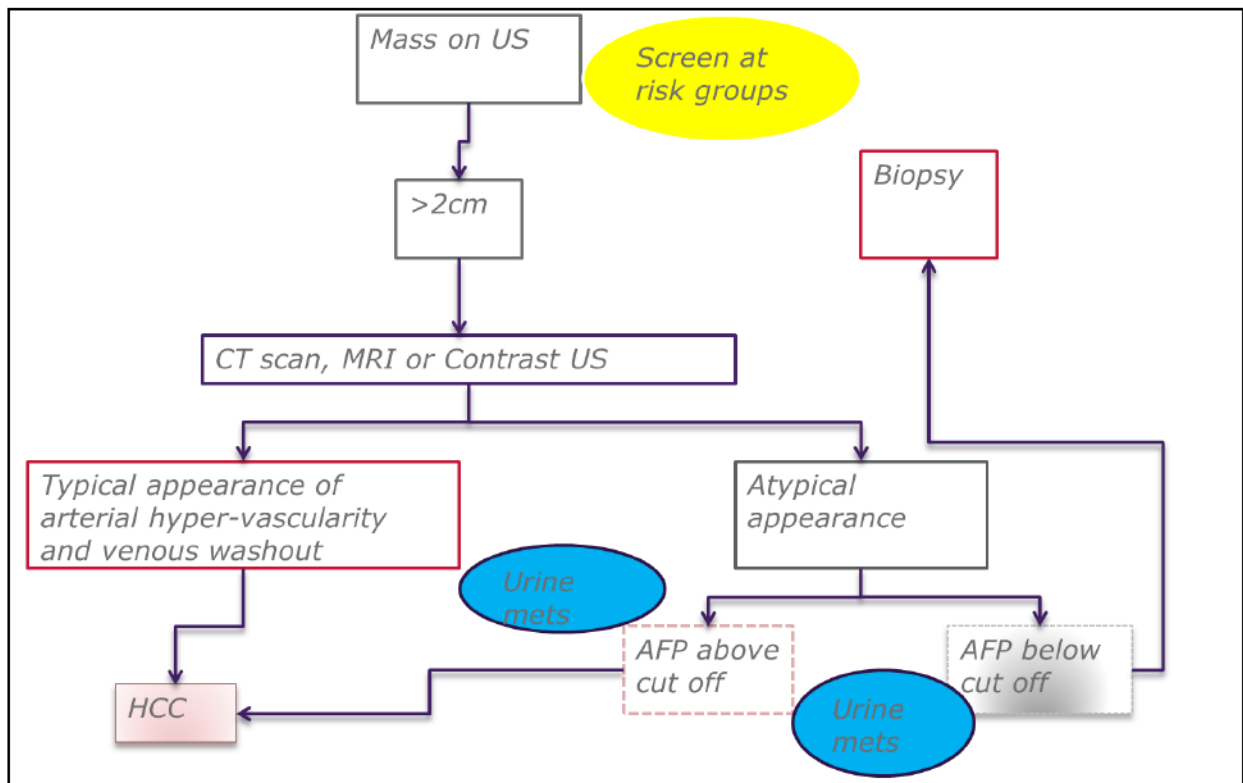 Mass on US
Screen at
risk groups
Biopsy
>2cm
CT scan, MRI or Contrast US
Typical appearance of
arterial hyper-vascularity
and venous washout
Atypical
appearance
Urine
mets
AFP above
cut off
AFP below
cut off
HCC
Urine
mets